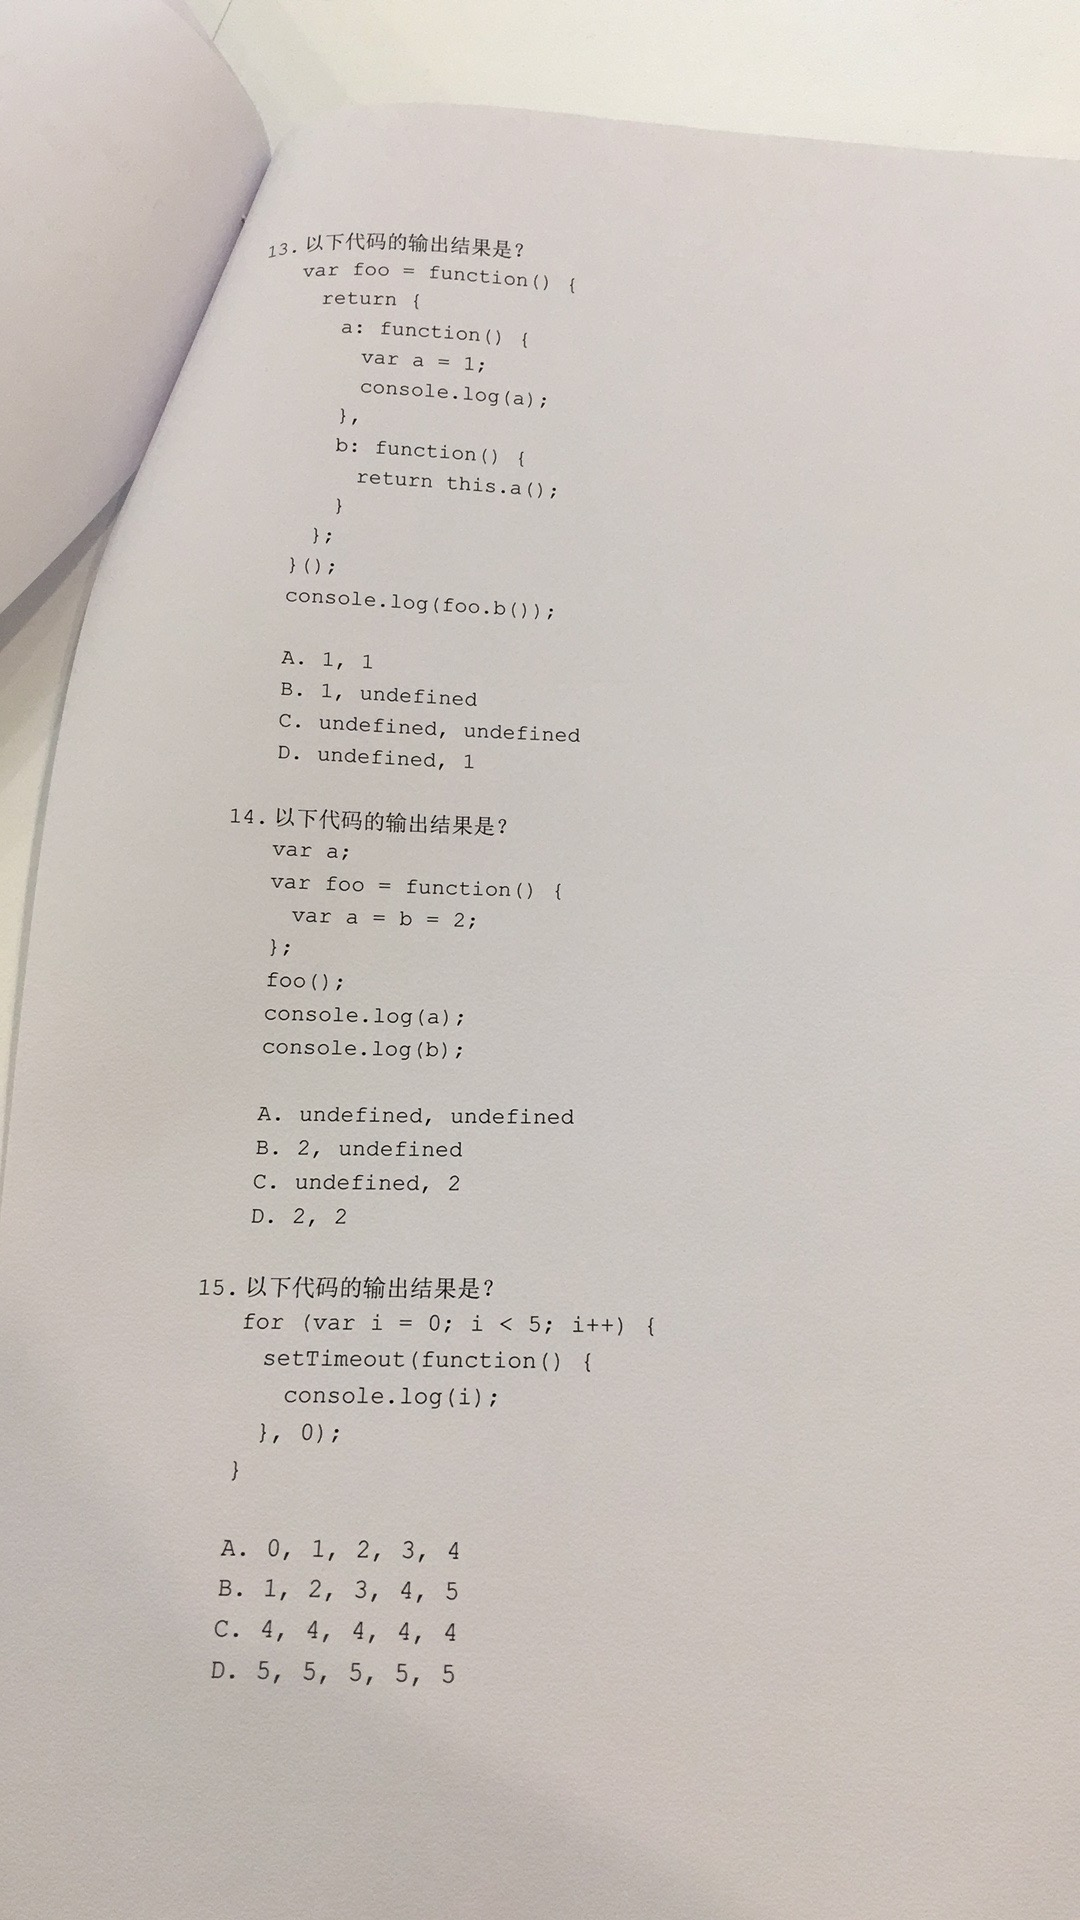 13. 以下代码的输出结果是?
var foo = function() {
return {
a: function() {
var a = 1;
console.log(a);
},
b: function() {
return this.a();
}
};
}();
console.log(foo.b());
A. 1, 1
B. 1, undefined
C. undefined, undefined
D. undefined, 1
14. 以下代码的输出结果是?
var a;
var foo = function() {
var a = b = 2;
};
foo();
console.log(a);
console.log(b);
A. undefined, undefined
B. 2, undefined
C. undefined, 2
D. 2, 2
15. 以下代码的输出结果是?
for (var i = 0; i < 5; i++) {
setTimeout(function() {
console.log(i);
}, 0);
}
A. 0, 1, 2, 3, 4
B. 1, 2, 3, 4, 5
C. 4, 4, 4, 4, 4
D. 5, 5, 5, 5, 5